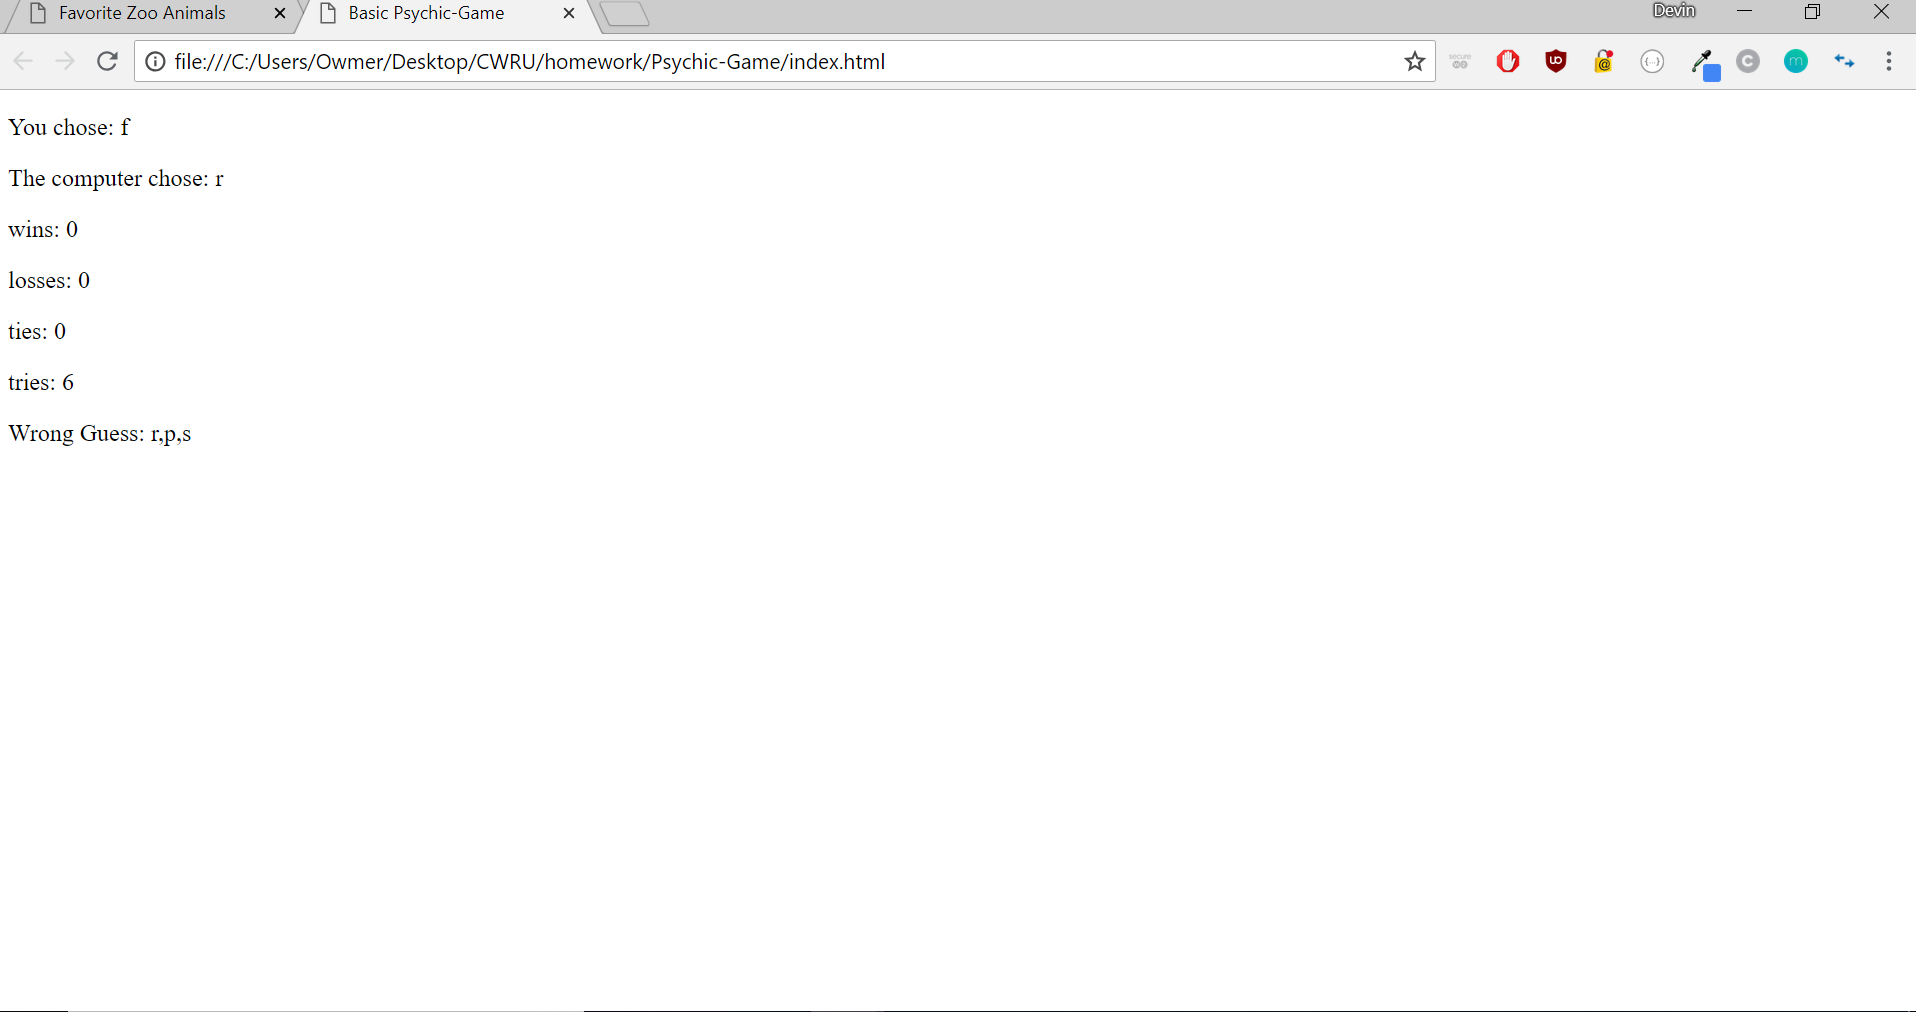 Favorite Zoo Animals
Basic Psychic-Game
Devin
file:///C:/Users/Owmer/Desktop/CWRU/homework/Psychic-Game/index.html
You chose: f
The computer chose: r
wins: 0
losses: 0
ties: 0
tries: 6
Wrong Guess: r,p,s